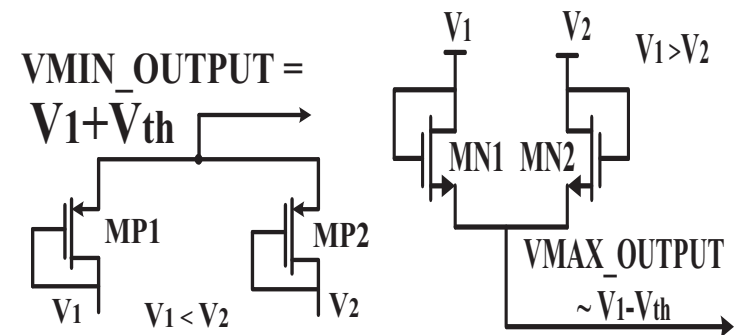 VMIN_OUTPUT =
V1+Vth
MP1
MP2
V1
V1 < V2
V2
V1
V2
V1>V2
MN1
MN2
VMAX_OUTPUT
~ V1-Vth